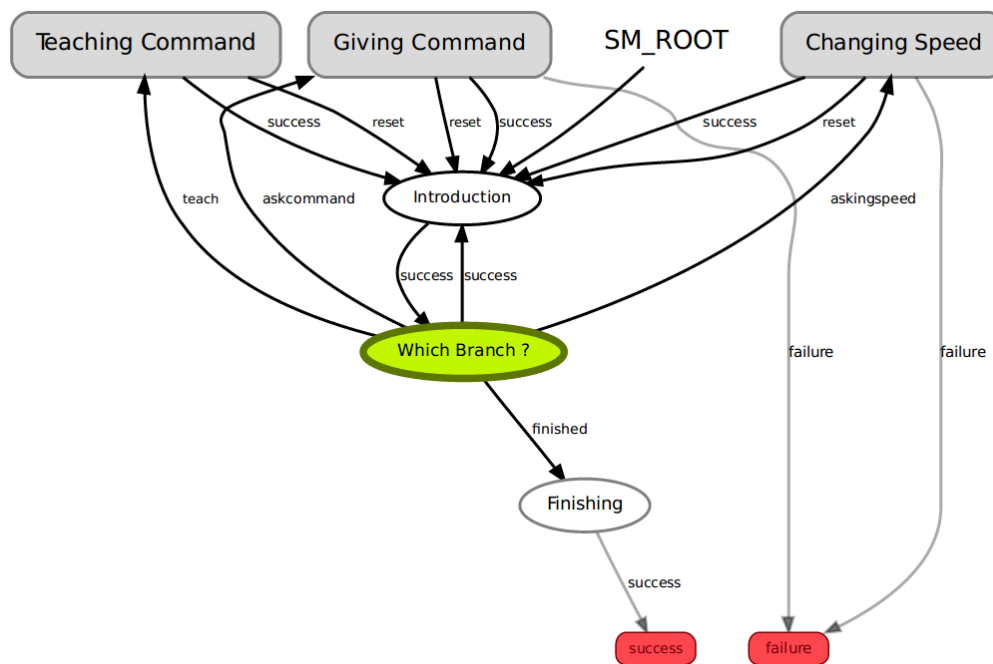 Teaching Command
Giving Command
SM_ROOT
Changing Speed
success
reset
reset
success
success
reset
teach
askcommand
Introduction
askingspeed
success
success
Which Branch ?
failure
failure
finished
Finishing
success
success
failure